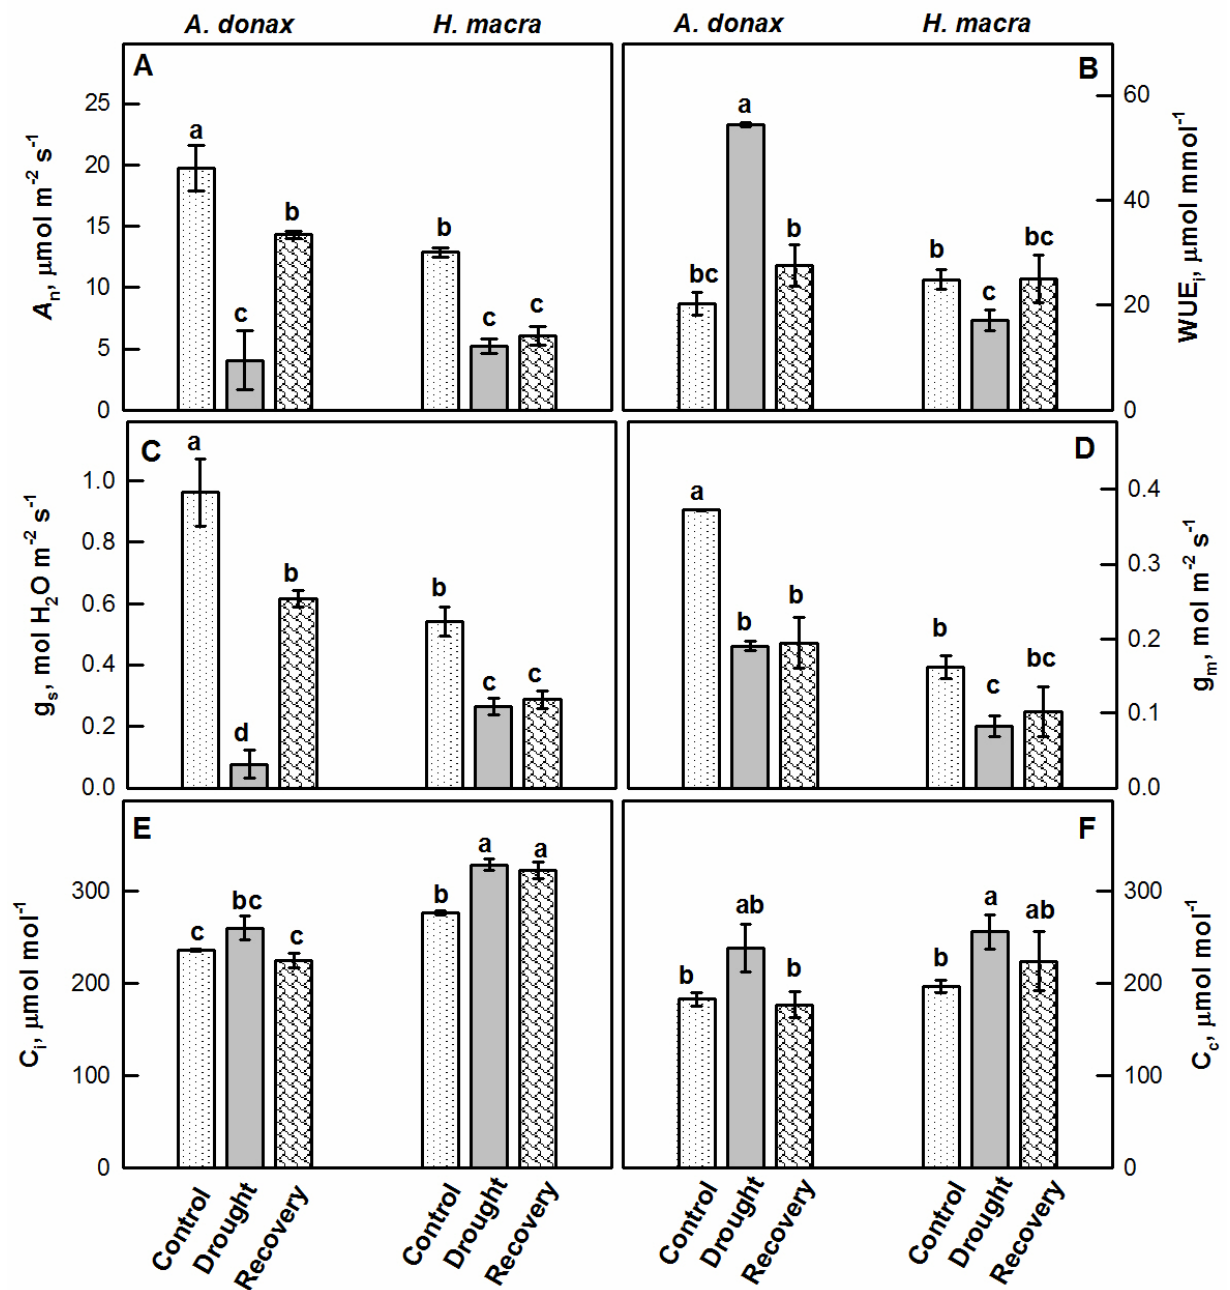 A. donax
H. macra
A. donax
H. macra
A
25
20
15
10
5
0
Aₙ, μmol m⁻² s⁻¹
a
c
b
b
c
c
B
60
40
20
0
WUEᵢ, μmol mmol⁻¹
bc
a
b
b
c
bc
C
1.0
0.8
0.6
0.4
0.2
0.0
gₛ, mol H₂O m⁻² s⁻¹
a
d
b
b
c
c
D
0.4
0.3
0.2
0.1
0.0
gₘ, mol m⁻² s⁻¹
a
b
b
b
c
bc
E
300
200
100
0
Cᵢ, μmol mol⁻¹
c
bc
c
b
a
a
F
300
200
100
0
C<sub>c</sub>, μmol mol⁻¹
b
ab
b
b
a
ab
Control
Drought
Recovery
Control
Drought
Recovery
Control
Drought
Recovery
Control
Drought
Recovery